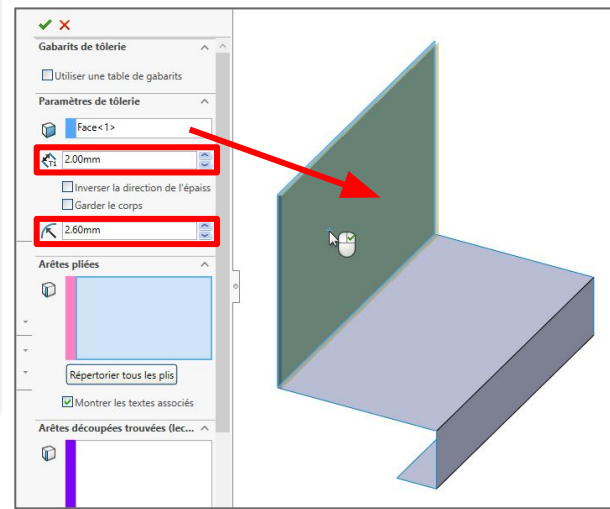 Gabarits de tôlerie
Utiliser une table de gabarits
Paramètres de tôlerie
Face<1>
T1
2.00mm
Inverser la direction de l'épaiss
Garder le corps
2.60mm
Arêtes pliées
Répertorier tous les plis
Montrer les textes associés
Arêtes découpées trouvées (lec...